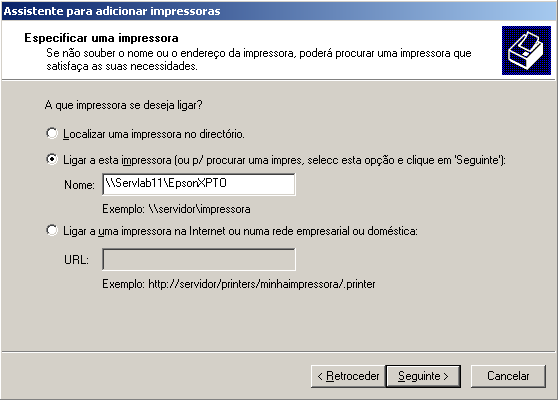 Assistente para adicionar impressoras
Especificar uma impressora
Se não souber o nome ou o endereço da impressora, poderá procurar uma impressora que
satisfaça as suas necessidades.
A que impressora se deseja ligar?
Localizar uma impressora no directório.
Ligar a esta impressora (ou p/ procurar uma impres, selecc esta opção e clique em 'Seguinte'):
Nome: \\Servlab11\EpsonXPTO
Exemplo: \\servidor\impressora
Ligar a uma impressora na Internet ou numa rede empresarial ou doméstica:
URL:
Exemplo: http://servidor/printers/minhaimpressora/.printer
< Retroceder Seguinte > Cancelar